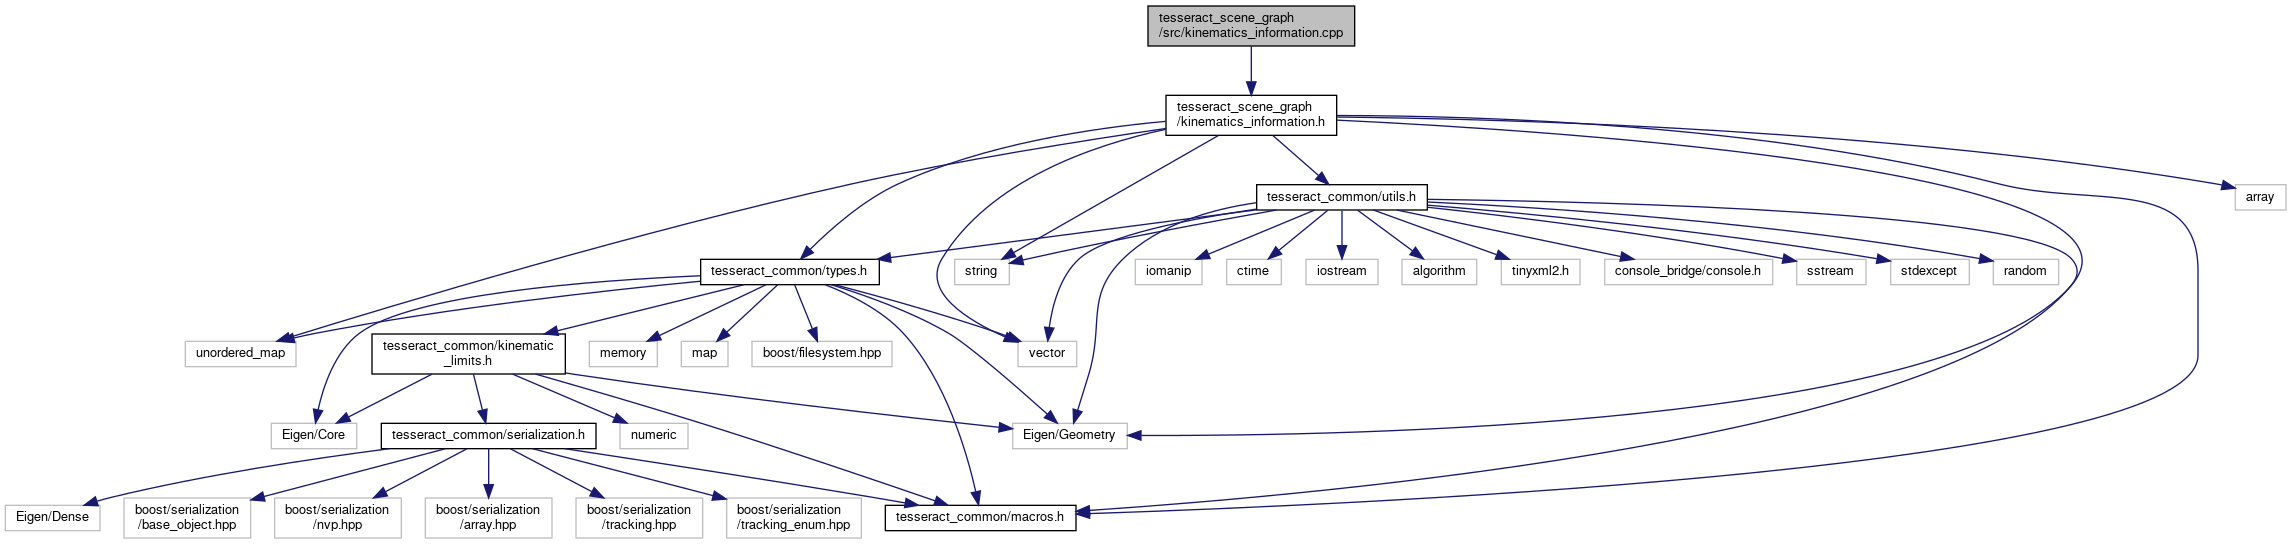 tesseract_scene_graph
/src/kinematics_information.cpp
tesseract_scene_graph
/kinematics_information.h
tesseract_common/utils.h
array
tesseract_common/types.h
string
iomanip
ctime
iostream
algorithm
tinyxml2.h
console_bridge/console.h
sstream
stdexcept
random
unordered_map
tesseract_common/kinematic
_limits.h
memory
map
boost/filesystem.hpp
vector
Eigen/Core
tesseract_common/serialization.h
numeric
Eigen/Geometry
Eigen/Dense
boost/serialization
/base_object.hpp
boost/serialization
/nvp.hpp
boost/serialization
/array.hpp
boost/serialization
/tracking.hpp
boost/serialization
/tracking_enum.hpp
tesseract_common/macros.h